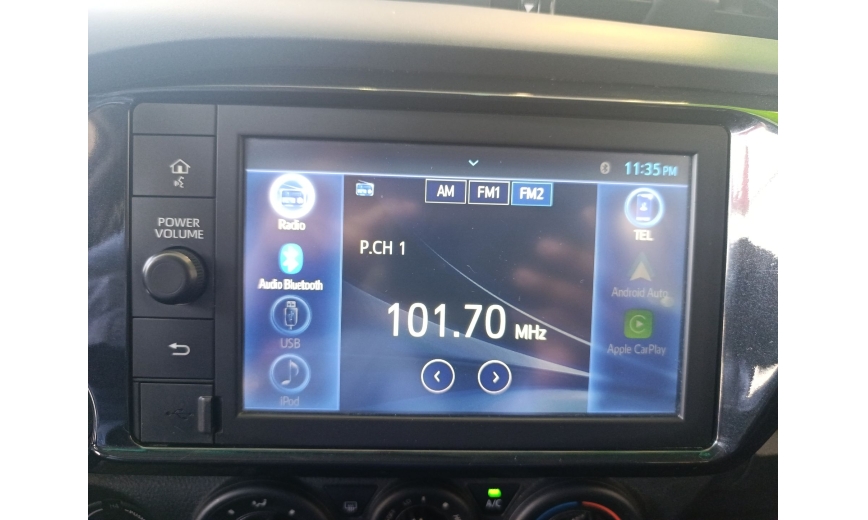 11:35 PM
AM FM1 FM2
Radio
TEL
POWER
VOLUME
P.CH 1
Audio Bluetooth
Android Auto
101.70 MHz
USB
Apple CarPlay
iPod
A/C